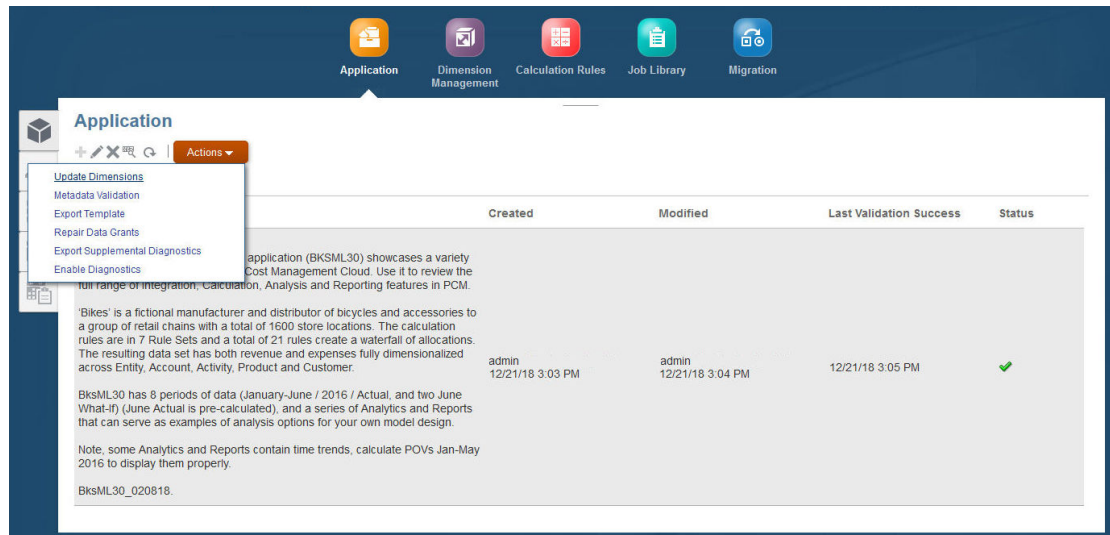 Application
Dimension
Management
Calculation Rules
Job Library
Migration
Application
Actions
Update Dimensions
Metadata Validation
Export Template
Repair Data Grants
Export Supplemental Diagnostics
Enable Diagnostics
Created Modified Last Validation Success Status
application (BKSML30) showcases a variety
Cost Management Cloud. Use it to review the
full range of integration, Calculation, Analysis and Reporting features in PCM.
'Bikes' is a fictional manufacturer and distributor of bicycles and accessories to
a group of retail chains with a total of 1600 store locations. The calculation
rules are in 7 Rule Sets and a total of 21 rules create a waterfall of allocations.
The resulting data set has both revenue and expenses fully dimensionalized
across Entity, Account, Activity, Product and Customer.
BksML30 has 8 periods of data (January-June / 2016 / Actual, and two June
What-If) (June Actual is pre-calculated), and a series of Analytics and Reports
that can serve as examples of analysis options for your own model design.
Note, some Analytics and Reports contain time trends, calculate POVs Jan-May
2016 to display them properly.
BksML30_020818.
admin
12/21/18 3:03 PM
admin
12/21/18 3:04 PM
12/21/18 3:05 PM